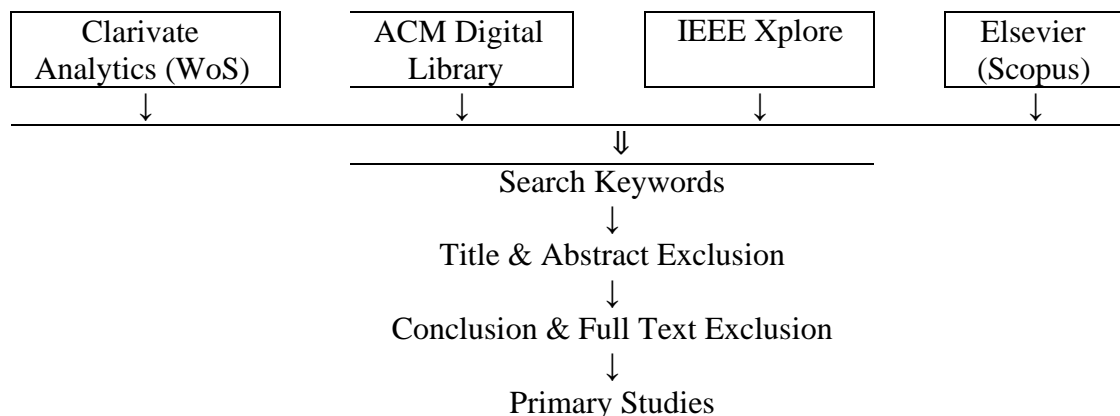 Clarivate
Analytics (WoS)
ACM Digital
Library
IEEE Xplore
Elsevier
(Scopus)
↓ ↓ ↓ ↓
⇓
Search Keywords
↓
Title & Abstract Exclusion
↓
Conclusion & Full Text Exclusion
↓
Primary Studies